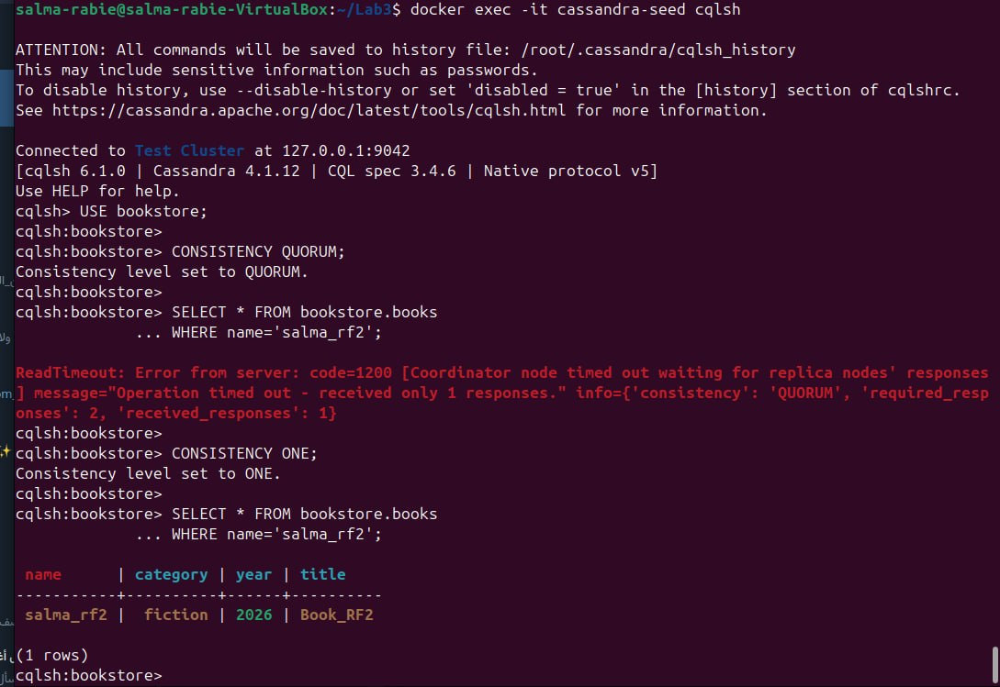 salma-rabie@salma-rabie-VirtualBox:~/Lab3$ docker exec -it cassandra-seed cqlsh
ATTENTION: All commands will be saved to history file: /root/.cassandra/cqlsh_history
This may include sensitive information such as passwords.
To disable history, use --disable-history or set 'disabled = true' in the [history] section of cqlshrc.
See https://cassandra.apache.org/doc/latest/tools/cqlsh.html for more information.
Connected to Test Cluster at 127.0.0.1:9042
[cqlsh 6.1.0 | Cassandra 4.1.12 | CQL spec 3.4.6 | Native protocol v5]
Use HELP for help.
cqlsh> USE bookstore;
cqlsh:bookstore>
cqlsh:bookstore> CONSISTENCY QUORUM;
Consistency level set to QUORUM.
cqlsh:bookstore>
cqlsh:bookstore> SELECT * FROM bookstore.books
... WHERE name='salma_rf2';
ReadTimeout: Error from server: code=1200 [Coordinator node timed out waiting for replica nodes' responses
] message="Operation timed out - received only 1 responses." info={'consistency': 'QUORUM', 'required_resp
onses': 2, 'received_responses': 1}
cqlsh:bookstore>
cqlsh:bookstore> CONSISTENCY ONE;
Consistency level set to ONE.
cqlsh:bookstore>
cqlsh:bookstore> SELECT * FROM bookstore.books
... WHERE name='salma_rf2';
name | category | year | title
-----------+----------+------+----------
salma_rf2 | fiction | 2026 | Book_RF2
(1 rows)
cqlsh:bookstore>